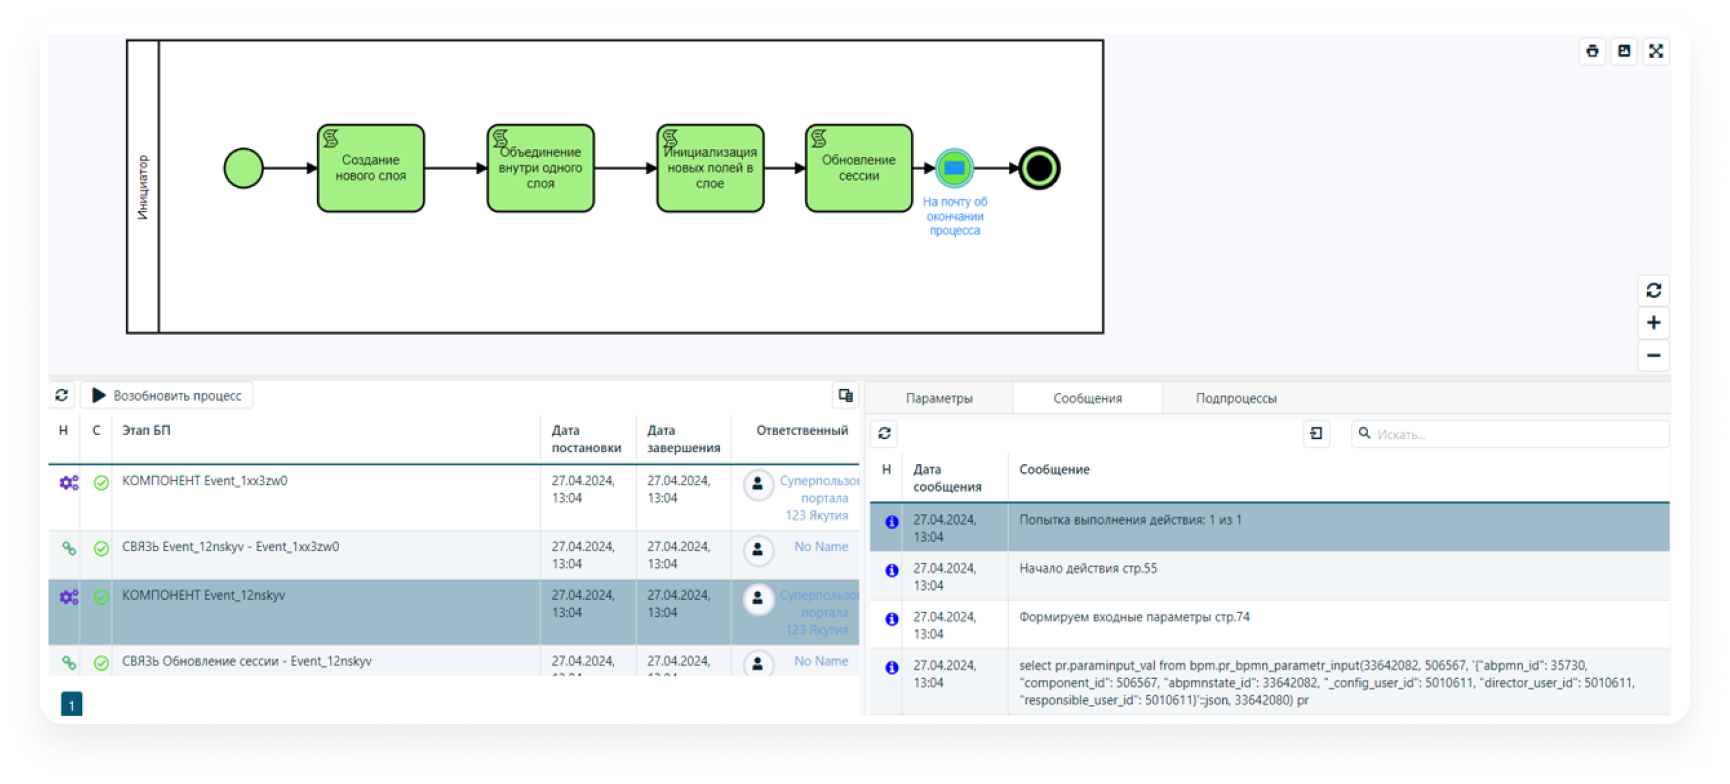 Инициатор
Создание
нового слоя
Объединение
внутри одного
слоя
Инициализация
новых полей в
слое
Обновление
сессии
На почту об
окончании
процесса
Возобновить процесс
Н
С
Этап БП
Дата
постановки
Дата
завершения
Ответственный
КОМПОНЕНТ Event_1xx3zw0
27.04.2024,
13:04
27.04.2024,
13:04
Суперпользо
портала
123 Якутия
СВЯЗЬ Event_12nskyv - Event_1xx3zw0
27.04.2024,
13:04
27.04.2024,
13:04
No Name
КОМПОНЕНТ Event_12nskyv
27.04.2024,
13:04
27.04.2024,
13:04
Суперпользо
портала
123 Якутия
СВЯЗЬ Обновление сессии - Event_12nskyv
27.04.2024,
27.04.2024,
No Name
1
Параметры
Сообщения
Подпроцессы
Искать...
Н
Дата
сообщения
Сообщение
27.04.2024,
13:04
Попытка выполнения действия: 1 из 1
27.04.2024,
13:04
Начало действия стр.55
27.04.2024,
13:04
Формируем входные параметры стр.74
27.04.2024,
13:04
select pr.paraminput_val from bpm.pr_bpmn_parametr_input(33642082, 506567, '{"abpmn_id": 35730,
"component_id": 506567, "abpmnstate_id": 33642082, "_config_user_id": 5010611, "director_user_id": 5010611,
"responsible_user_id": 5010611}'::json, 33642080) pr